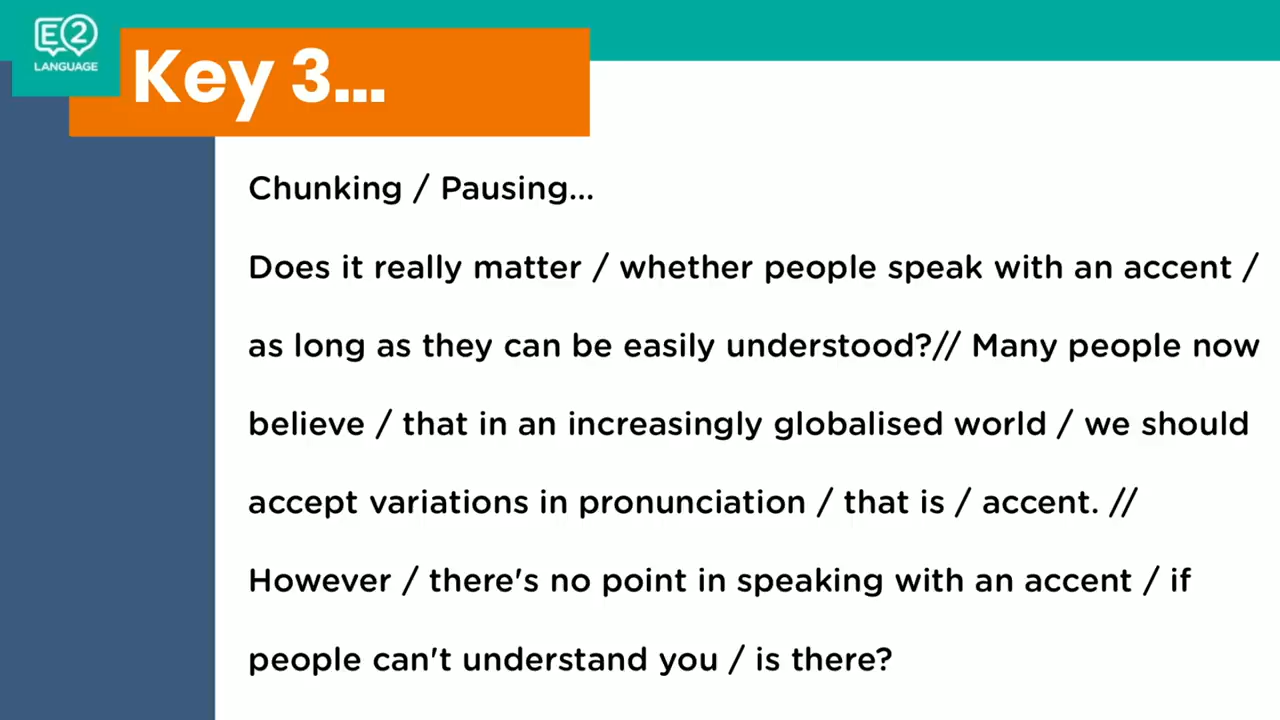 E2
LANGUAGE
Key 3...
Chunking / Pausing...
Does it really matter / whether people speak with an accent /
as long as they can be easily understood?// Many people now
believe / that in an increasingly globalised world / we should
accept variations in pronunciation / that is / accent. //
However / there's no point in speaking with an accent / if
people can't understand you / is there?